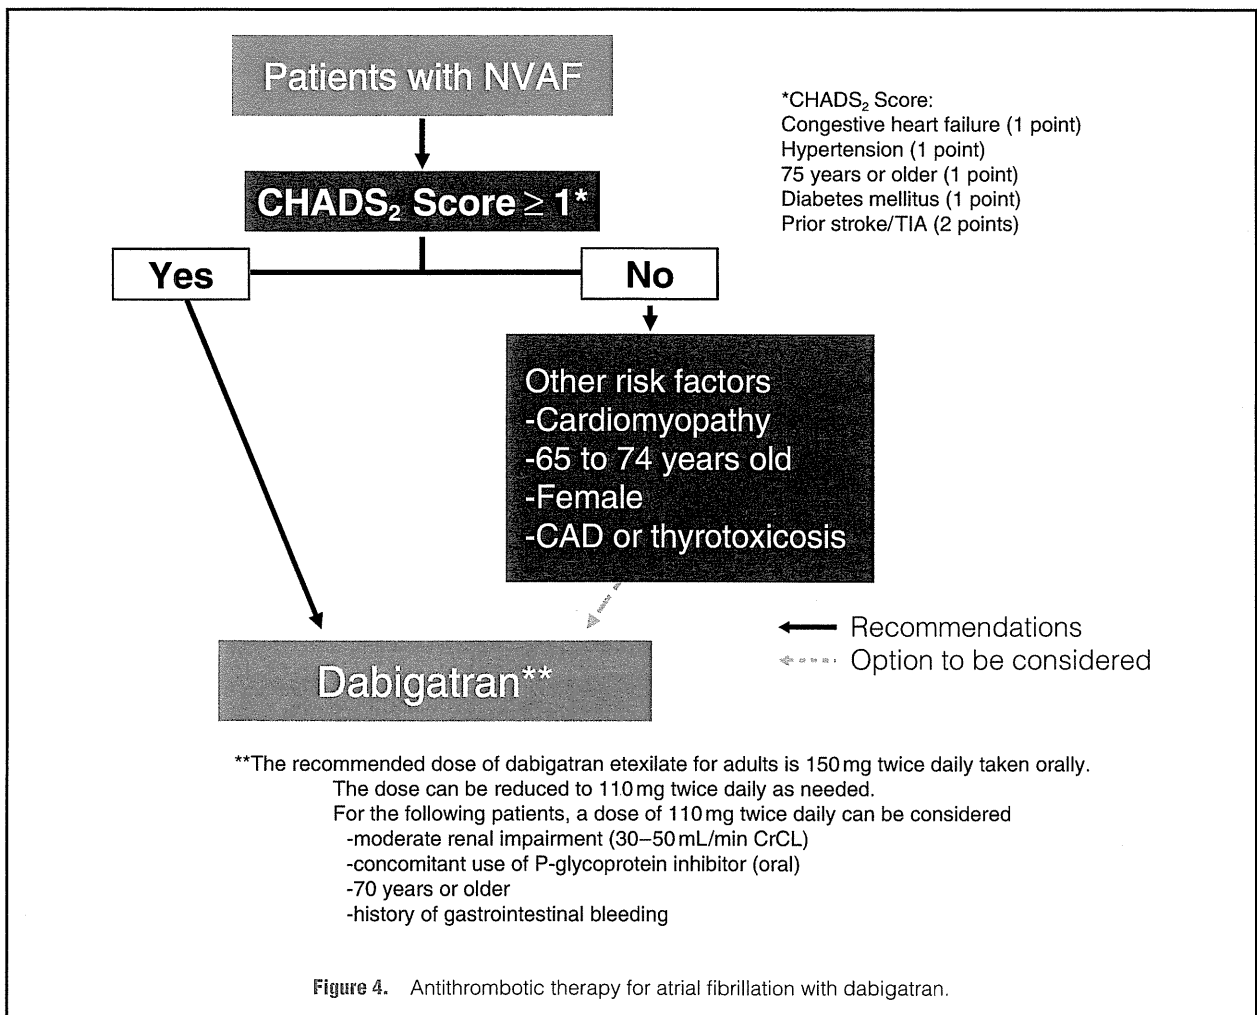 Patients with NVAF
*CHADS₂ Score:
Congestive heart failure (1 point)
Hypertension (1 point)
75 years or older (1 point)
Diabetes mellitus (1 point)
Prior stroke/TIA (2 points)
CHADS₂ Score ≥ 1*
Yes
No
Other risk factors
-Cardiomyopathy
-65 to 74 years old
-Female
-CAD or thyrotoxicosis
Recommendations
Option to be considered
Dabigatran**
**The recommended dose of dabigatran etexilate for adults is 150 mg twice daily taken orally.
The dose can be reduced to 110 mg twice daily as needed.
For the following patients, a dose of 110 mg twice daily can be considered
-moderate renal impairment (30–50 mL/min CrCL)
-concomitant use of P-glycoprotein inhibitor (oral)
-70 years or older
-history of gastrointestinal bleeding
Figure 4. Antithrombotic therapy for atrial fibrillation with dabigatran.